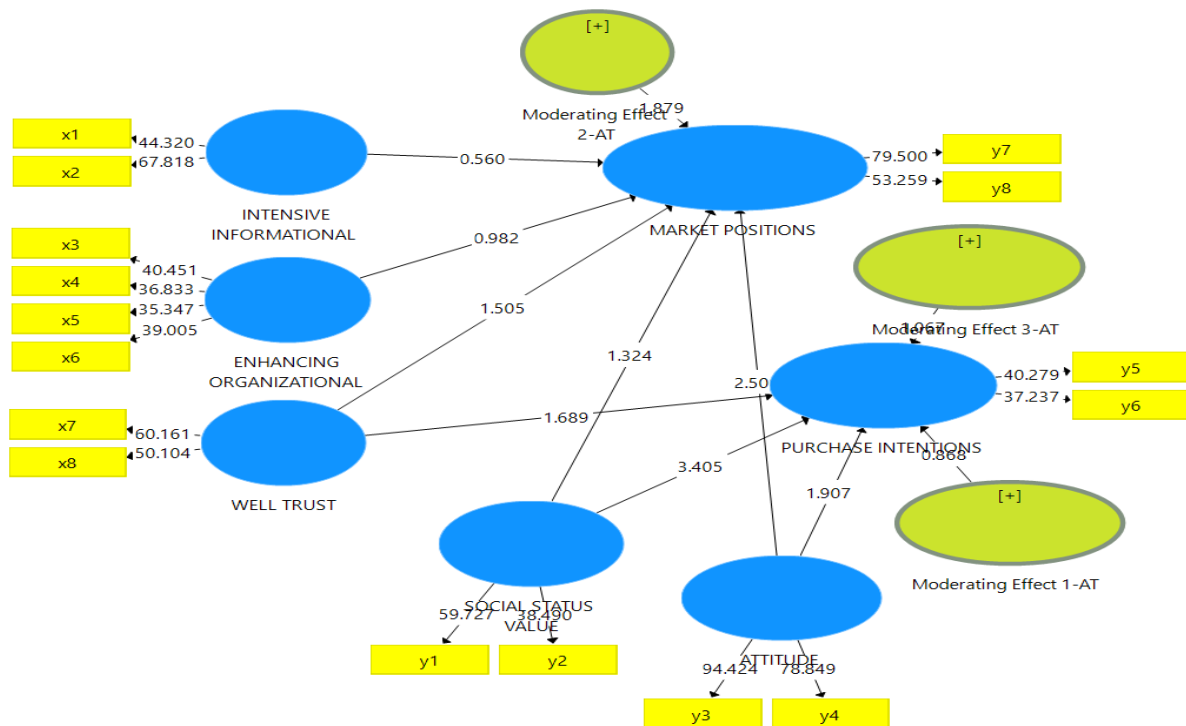 [+]
Moderating Effect
2-AT
1.879
x1
x2
44.320
67.818
INTENSIVE
INFORMATIONAL
0.560
MARKET POSITIONS
79.500
53.259
y7
y8
x3
x4
x5
x6
40.451
36.833
35.347
39.005
ENHANCING
ORGANIZATIONAL
0.982
1.505
1.324
[+]
Moderating Effect 3-AT
1.067
2.50
PURCHASE INTENTIONS
40.279
37.237
y5
y6
x7
x8
60.161
50.104
WELL TRUST
1.689
3.405
1.907
0.868
[+]
Moderating Effect 1-AT
SOCIAL STATUS
VALUE
59.727
38.490
y1
y2
ATTITUDE
94.424
78.849
y3
y4